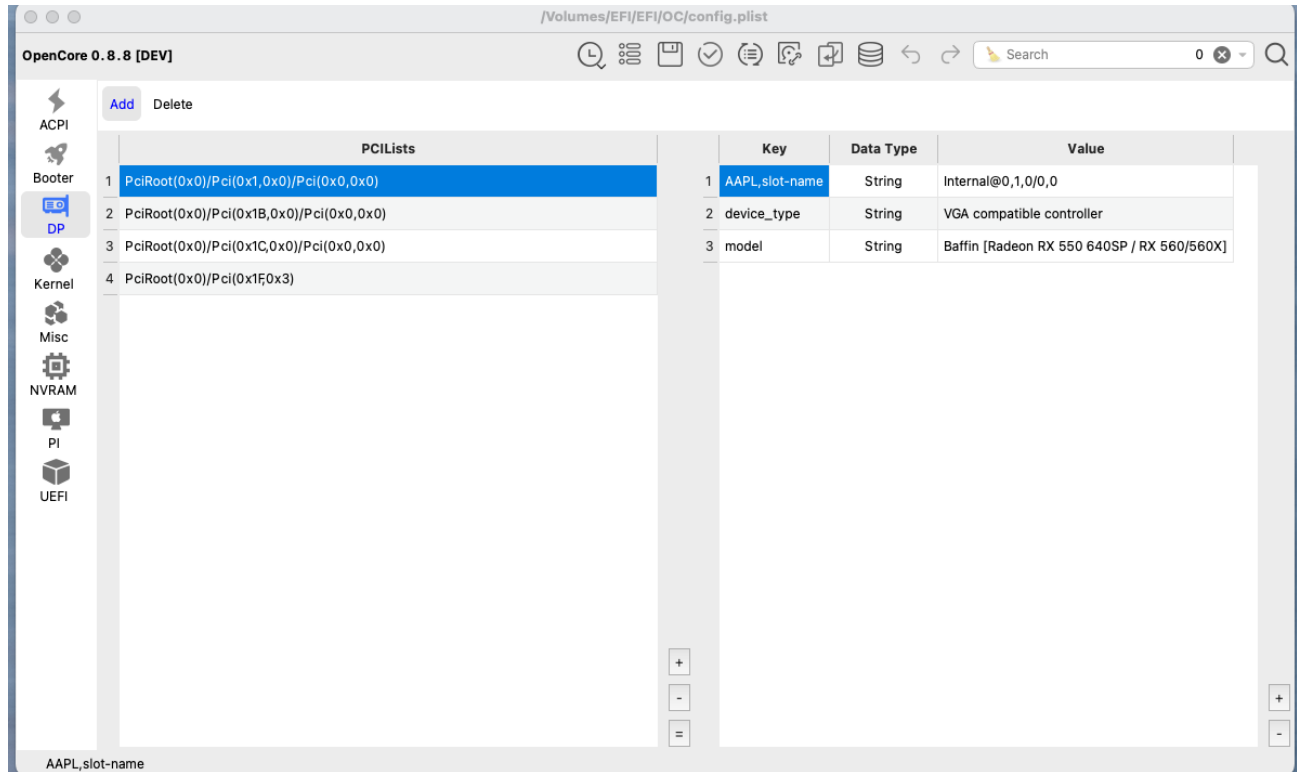 /Volumes/EFI/EFI/OC/config.plist
OpenCore 0.8.8 [DEV]
Search 0
ACPI
Booter
DP
Kernel
Misc
NVRAM
PI
UEFI
Add Delete
PCILists
1 PciRoot(0x0)/Pci(0x1,0x0)/Pci(0x0,0x0)
2 PciRoot(0x0)/Pci(0x1B,0x0)/Pci(0x0,0x0)
3 PciRoot(0x0)/Pci(0x1C,0x0)/Pci(0x0,0x0)
4 PciRoot(0x0)/Pci(0x1F,0x3)
+
-
=
Key Data Type Value
1 AAPL,slot-name String Internal@0,1,0/0,0
2 device_type String VGA compatible controller
3 model String Baffin [Radeon RX 550 640SP / RX 560/560X]
+
-
AAPL,slot-name